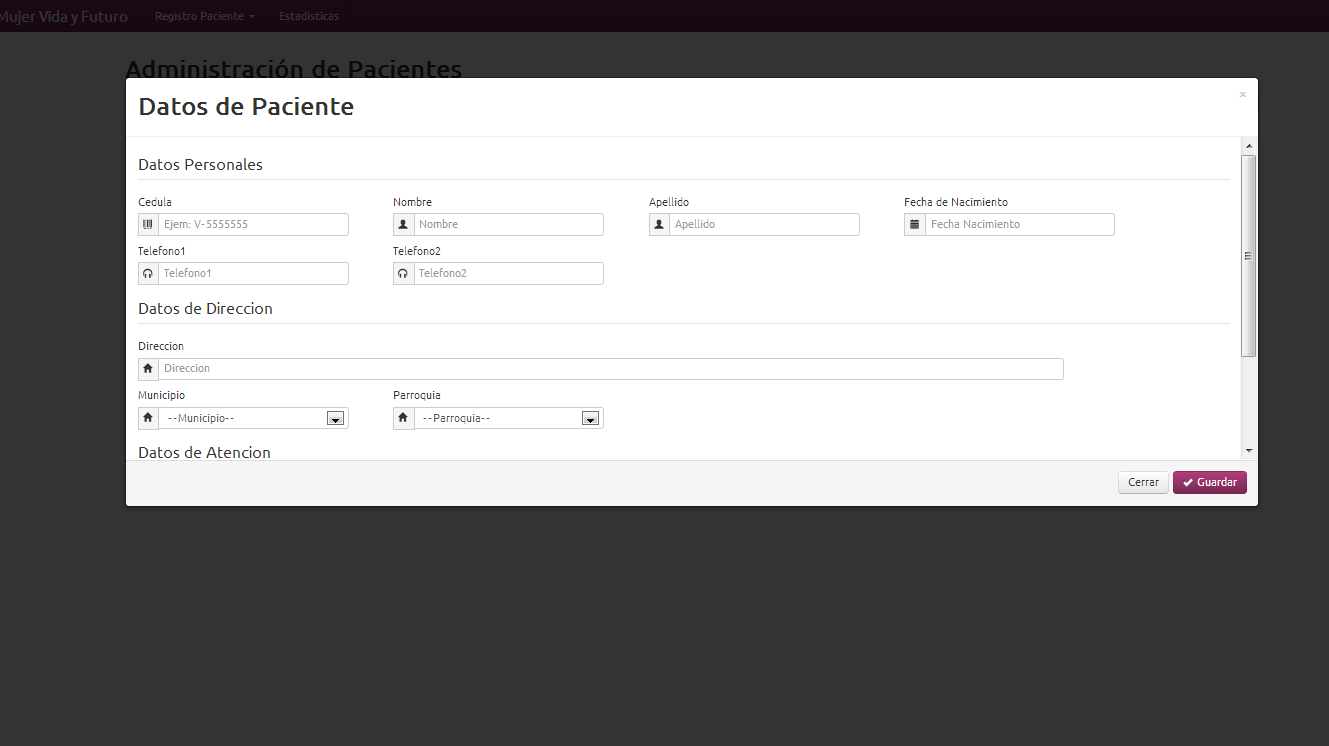 Mujer Vida y Futuro Registro Paciente Estadisticas
Administración de Pacientes
Datos de Paciente
×
Datos Personales
Cedula Nombre Apellido Fecha de Nacimiento
Ejem: V-5555555 Nombre Apellido Fecha Nacimiento
Telefono1 Telefono2
Telefono1 Telefono2
Datos de Direccion
Direccion
Direccion
Municipio Parroquia
--Municipio-- --Parroquia--
Datos de Atencion
Cerrar Guardar